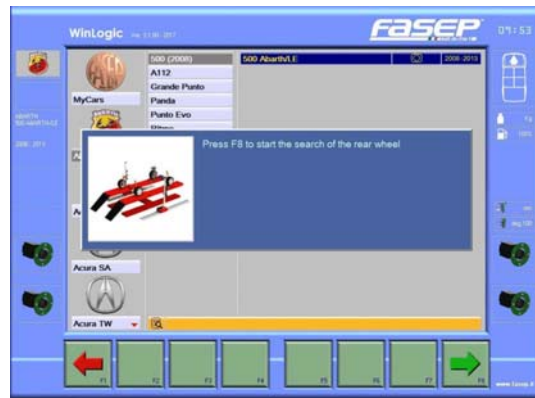 WinLogic
FASEP
09:53
500 (2008)
500 Abarth/LE
2008-2013
A112
Grande Punto
MyCars
Panda
Punto Evo
Press F8 to start the search of the rear wheel
Acura SA
Acura TW
F1
F2
F3
F4
F5
F6
F7
F8